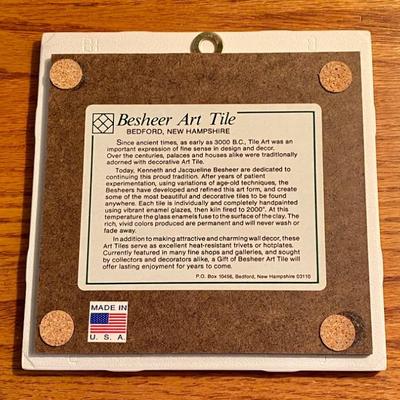 Besheer Art Tile
BEDFORD, NEW HAMPSHIRE
Since ancient times, as early as 3000 B.C., Tile Art was an
important expression of fine sense in design and decor.
Over the centuries, palaces and houses alike were traditionally
adorned with decorative Art Tile.
Today, Kenneth and Jacqueline Besheer are dedicated to
continuing this proud tradition. After years of patient
experimentation, using variations of age-old techniques, the
Besheers have developed and refined this art form, and create
some of the most beautiful and decorative tiles to be found
anywhere. Each tile is individually and completely handpainted
using vibrant enamel glazes, then kiln fired to 2000°. At this
temperature the glass enamels fuse to the surface of the clay. The
rich, vivid colors produced are permanent and will never wash or
fade away.
In addition to making attractive and charming wall decor, these
Art Tiles serve as excellent heat-resistant trivets or hotplates.
Currently featured in many fine shops and galleries, and sought
by collectors and decorators alike, a Gift of Besheer Art Tile will
offer lasting enjoyment for years to come.
P.O. Box 10456, Bedford, New Hampshire 03110
MADE IN
U. S. A.